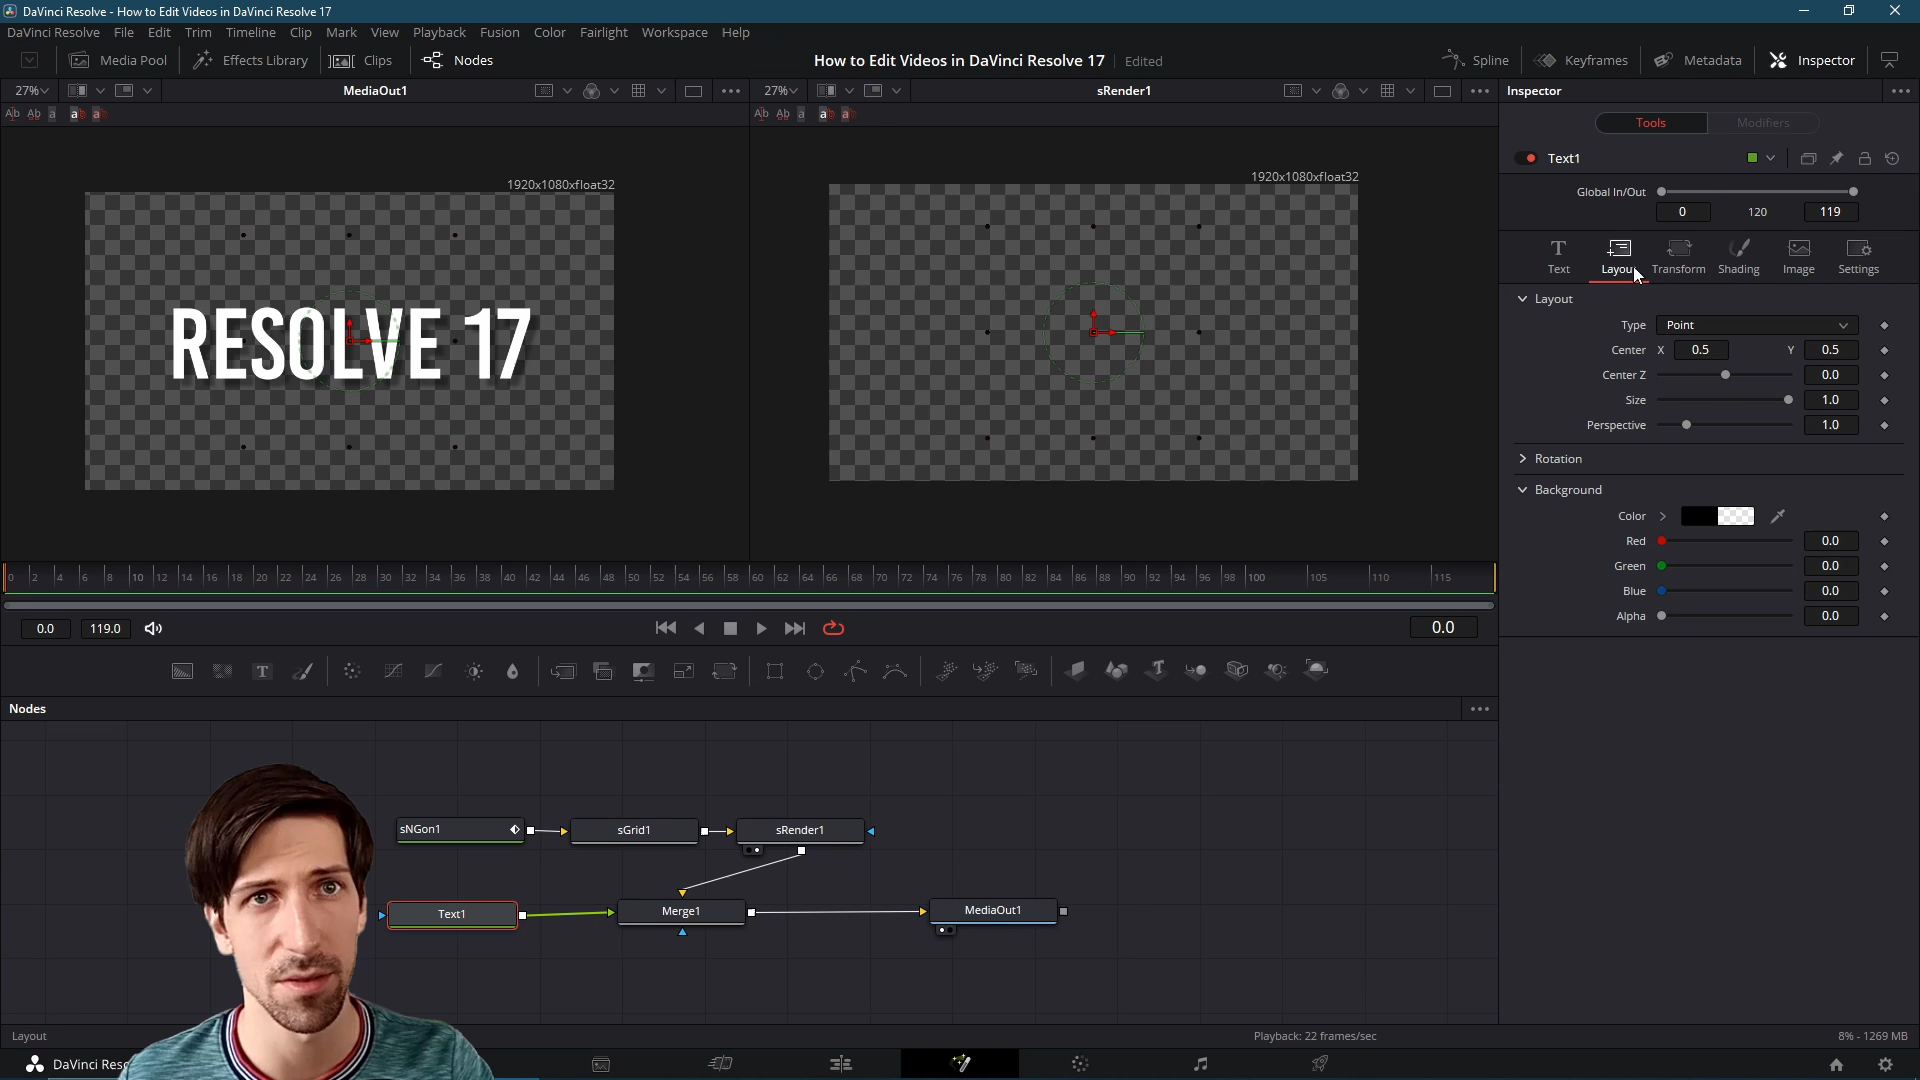 DaVinci Resolve - How to Edit Videos in DaVinci Resolve 17
DaVinci Resolve File Edit Trim Timeline Clip Mark View Playback Fusion Color Fairlight Workspace Help
Media Pool Effects Library Clips Nodes How to Edit Videos in DaVinci Resolve 17 Edited Spline Keyframes Metadata Inspector
27% MediaOut1 27% sRender1 Inspector
Ab Ab a a Ab Ab a a
Tools Modifiers
Text1
1920x1080xfloat32 1920x1080xfloat32
Global In/Out
0 120 119
Text Layou Transform Shading Image Settings
RESOLVE 17
Layout
Type Point
Center X 0.5 Y 0.5
Center Z 0.0
Size 1.0
Perspective 1.0
Rotation
Background
Color
Red 0.0
Green 0.0
Blue 0.0
Alpha 0.0
0 2 4 6 8 10 12 14 16 18 20 22 24 26 28 30 32 34 36 38 40 42 44 46 48 50 52 54 56 58 60 62 64 66 68 70 72 74 76 78 80 82 84 86 88 90 92 94 96 98 100 105 110 115
0.0 119.0 0.0
Nodes
sNGon1 sGrid1 sRender1
Text1 Merge1 MediaOut1
Layout Playback: 22 frames/sec 8% - 1269 MB
DaVinci Reso